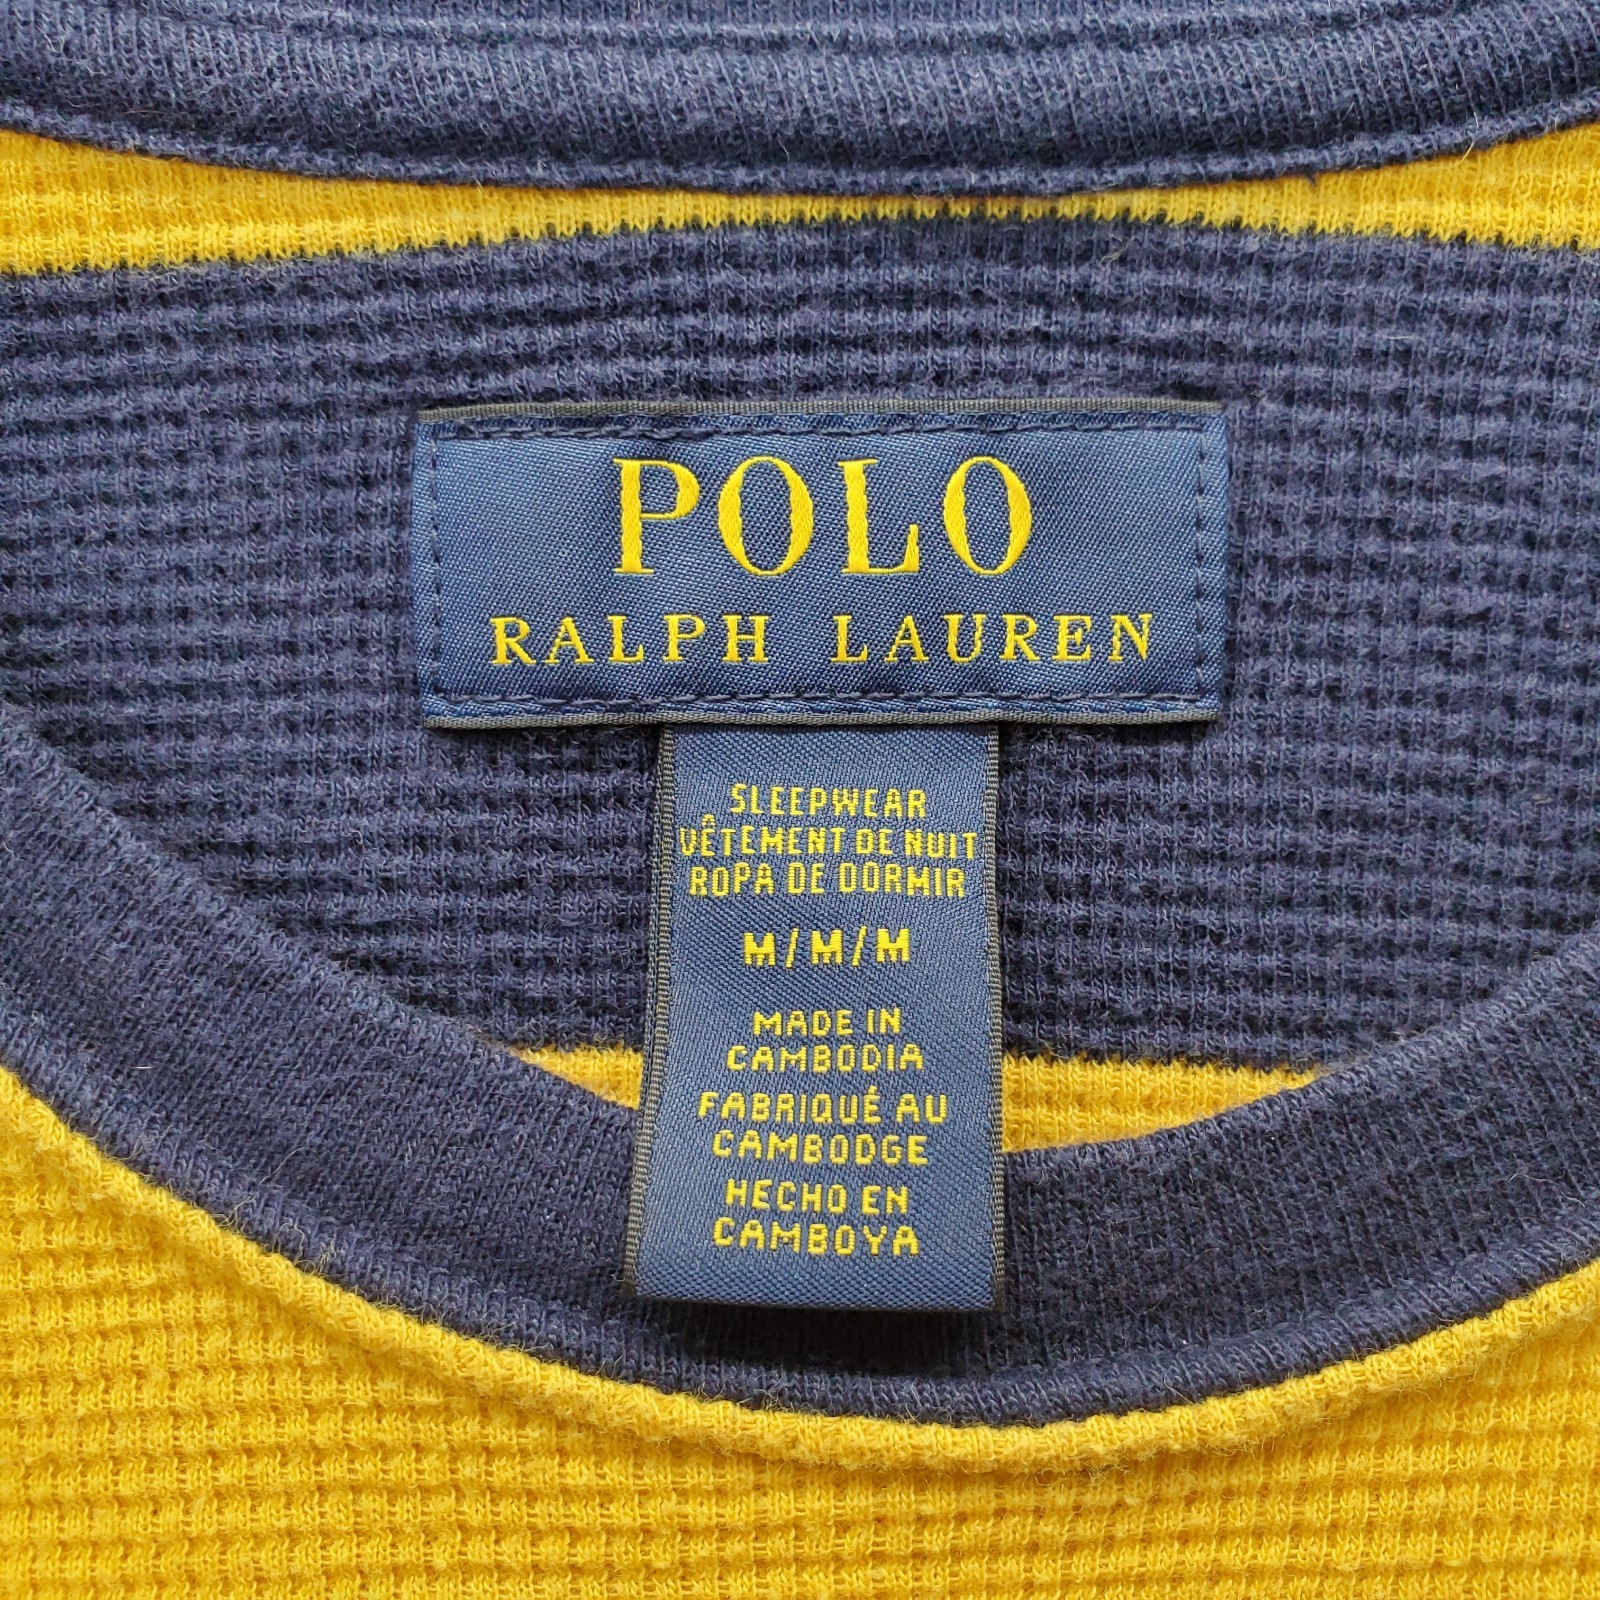 POLO
RALPH LAUREN
SLEEPWEAR
VÊTEMENT DE NUIT
ROPA DE DORMIR
M/M/M
MADE IN
CAMBODIA
FABRIQUÉ AU
CAMBODGE
HECHO EN
CAMBOYA